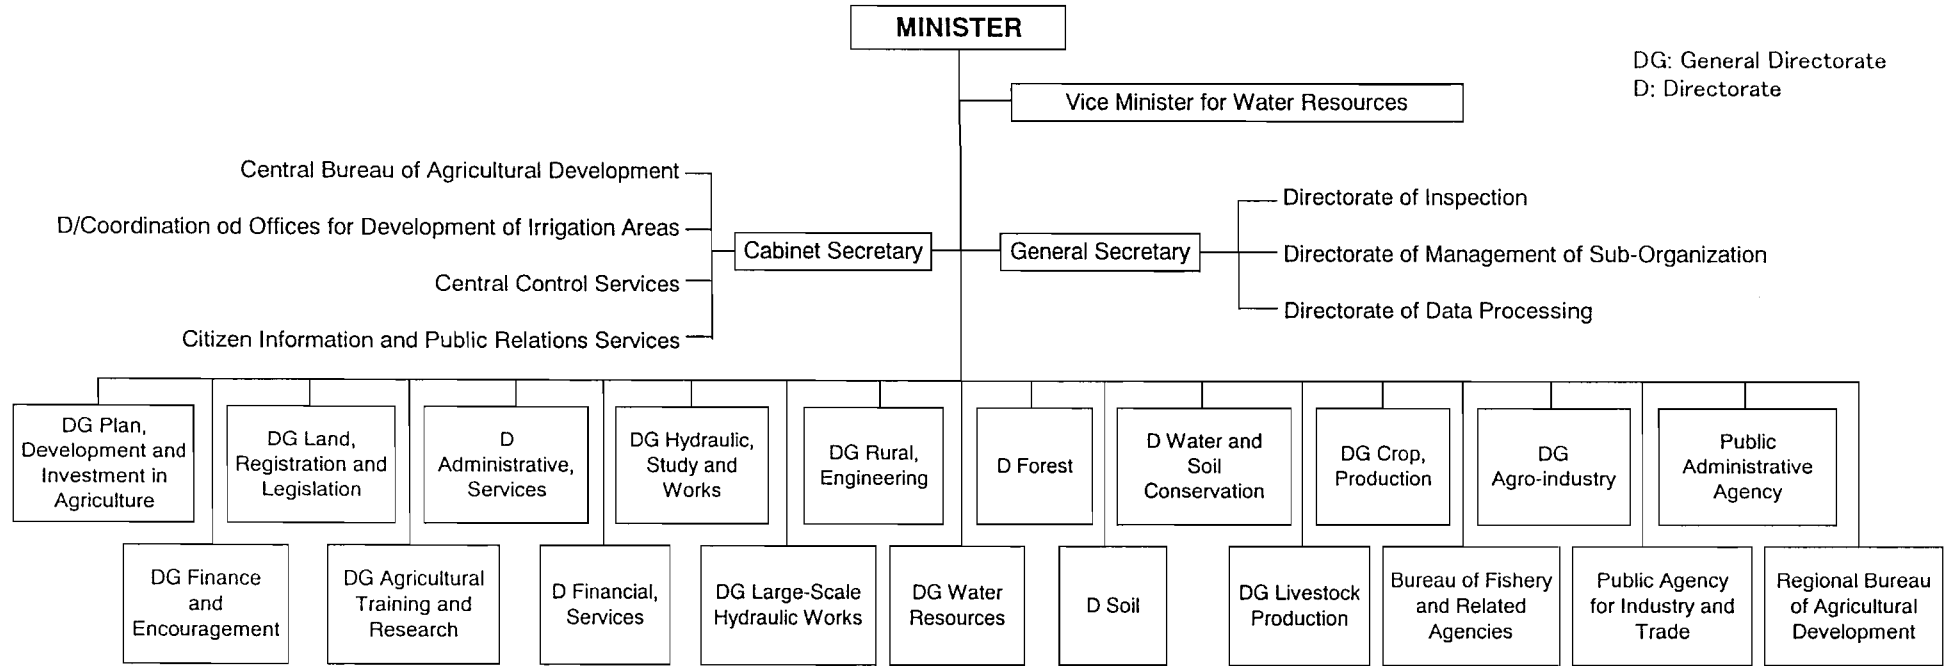 MINISTER
DG: General Directorate
D: Directorate
Vice Minister for Water Resources
Central Bureau of Agricultural Development
D/Coordination od Offices for Development of Irrigation Areas
Central Control Services
Citizen Information and Public Relations Services
Cabinet Secretary
General Secretary
Directorate of Inspection
Directorate of Management of Sub-Organization
Directorate of Data Processing
DG Plan,
Development and
Investment in
Agriculture
DG Land,
Registration and
Legislation
D
Administrative,
Services
DG Hydraulic,
Study and
Works
DG Rural,
Engineering
D Forest
D Water and
Soil
Conservation
DG Crop,
Production
DG
Agro-industry
Public
Administrative
Agency
DG Finance
and
Encouragement
DG Agricultural
Training and
Research
D Financial,
Services
DG Large-Scale
Hydraulic Works
DG Water
Resources
D Soil
DG Livestock
Production
Bureau of Fishery
and Related
Agencies
Public Agency
for Industry and
Trade
Regional Bureau
of Agricultural
Development